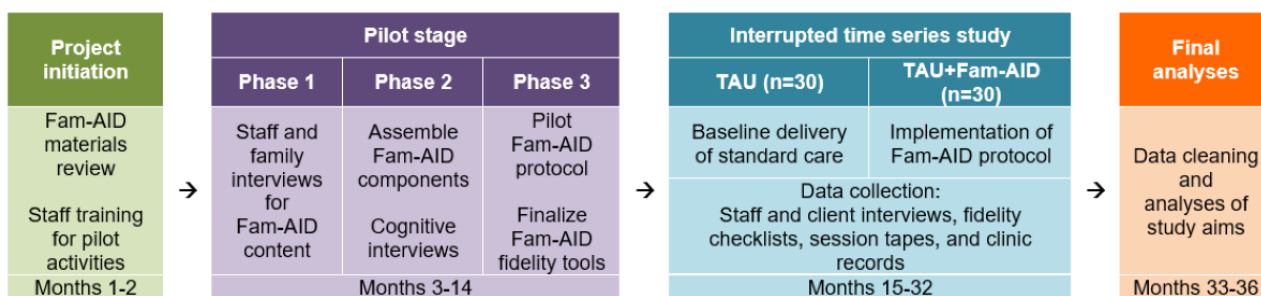 Project
initiation
Fam-AID
materials
review
Staff training
for pilot
activities
Months 1-2
→
Pilot stage
Phase 1
Staff and
family
interviews
for
Fam-AID
content
Phase 2
Assemble
Fam-AID
components
Cognitive
interviews
Phase 3
Pilot
Fam-AID
protocol
Finalize
Fam-AID
fidelity tools
Months 3-14
→
Interrupted time series study
TAU (n=30)
Baseline delivery
of standard care
TAU+Fam-AID
(n=30)
Implementation of
Fam-AID protocol
Data collection:
Staff and client interviews, fidelity
checklists, session tapes, and clinic
records
Months 15-32
→
Final
analyses
Data cleaning
and
analyses of
study aims
Months 33-36